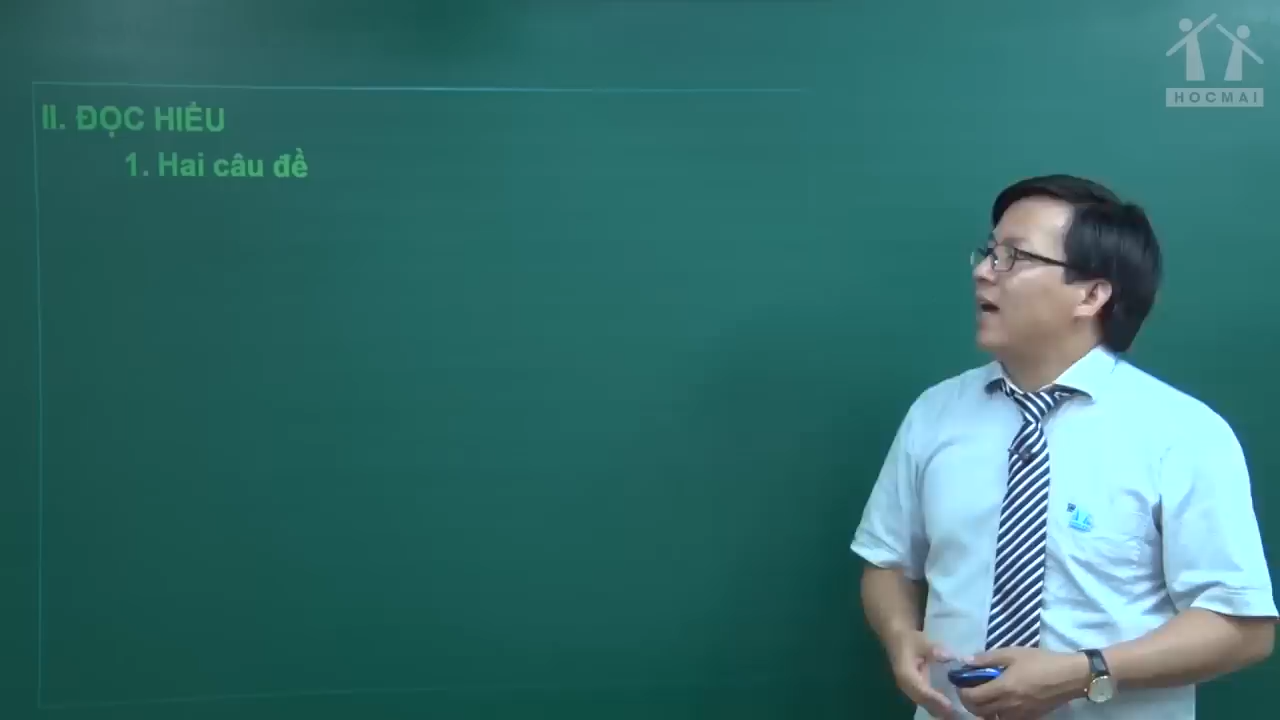 HOCMAI
II. ĐỌC HIỂU
1. Hai câu đề